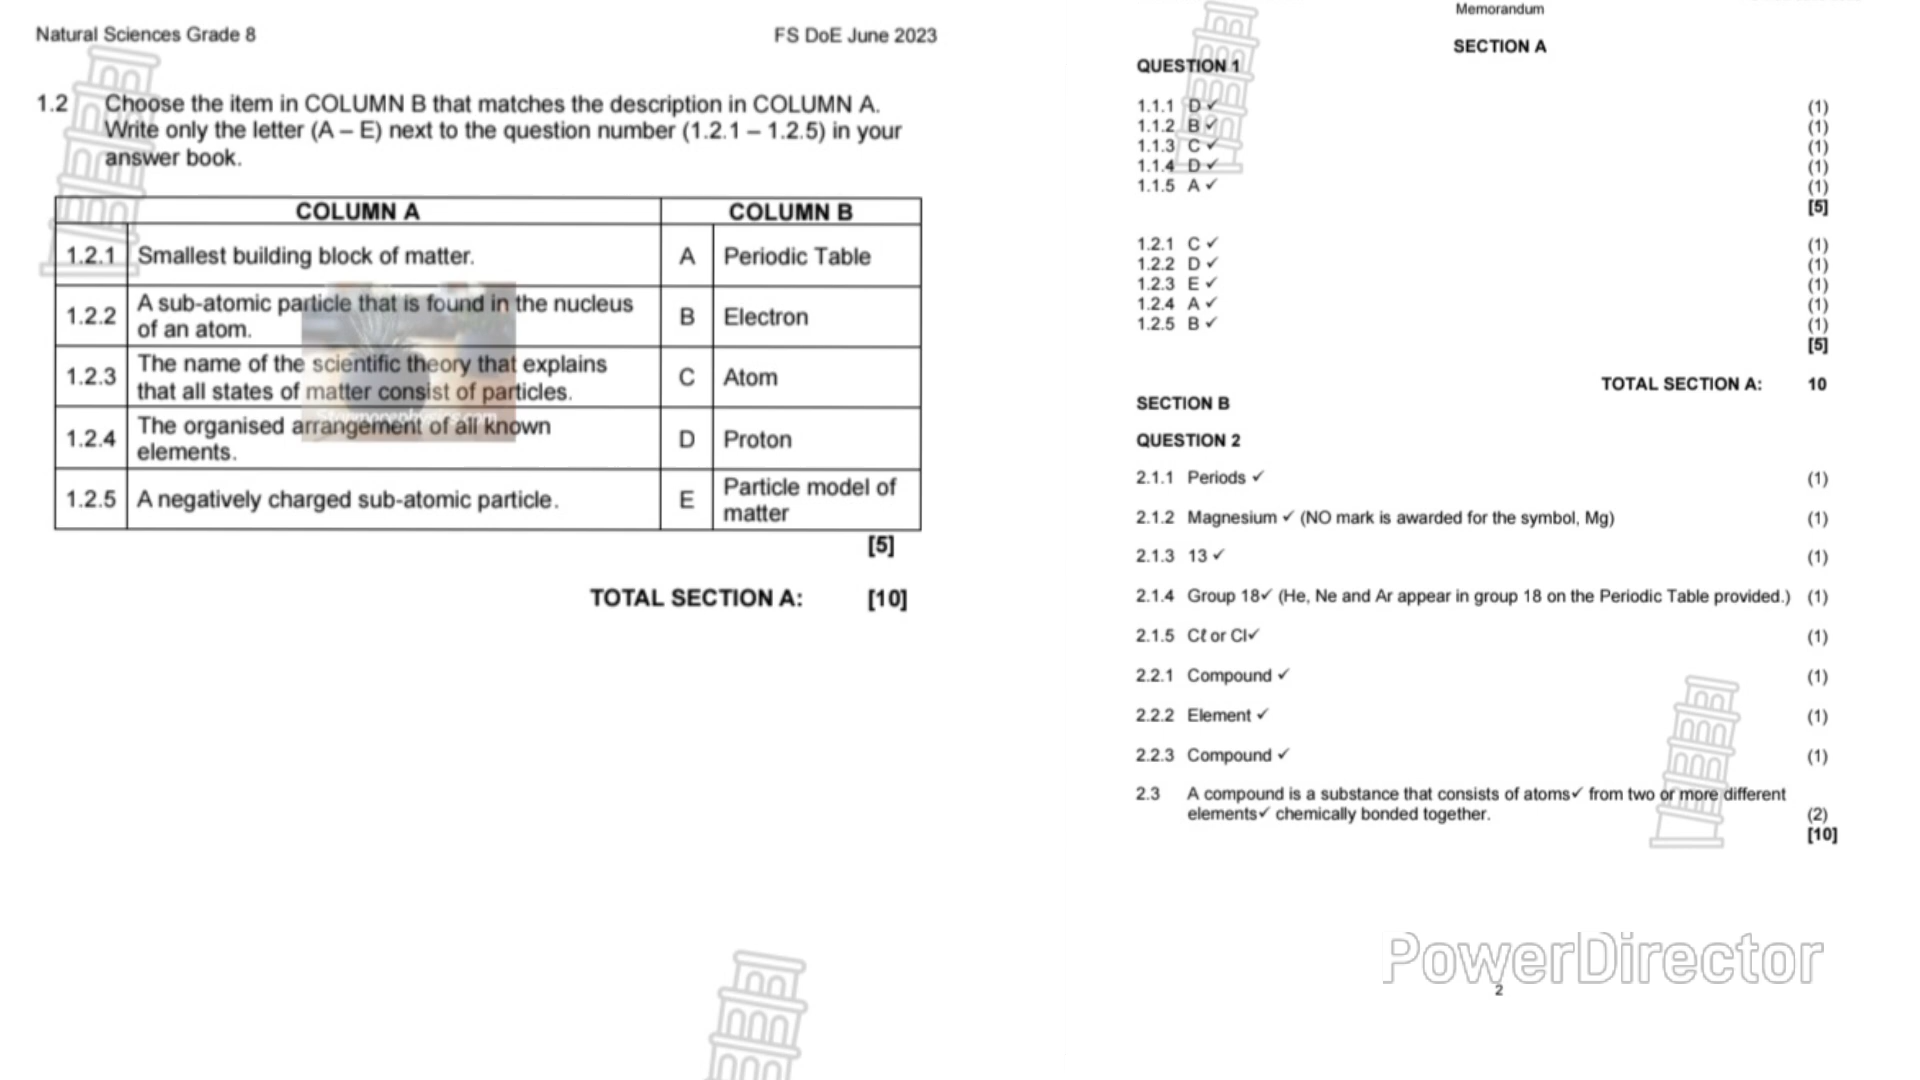 Natural Sciences Grade 8 FS DoE June 2023
1.2 Choose the item in COLUMN B that matches the description in COLUMN A.
Write only the letter (A – E) next to the question number (1.2.1 – 1.2.5) in your
answer book.
COLUMN A COLUMN B
1.2.1 Smallest building block of matter. A Periodic Table
1.2.2 A sub-atomic particle that is found in the nucleus
of an atom. B Electron
1.2.3 The name of the scientific theory that explains
that all states of matter consist of particles. C Atom
1.2.4 The organised arrangement of all known
elements. D Proton
1.2.5 A negatively charged sub-atomic particle. E Particle model of
matter
[5]
TOTAL SECTION A: [10]
Stanmorephysics.com
Memorandum
SECTION A
QUESTION 1
1.1.1 D ✓ (1)
1.1.2 B ✓ (1)
1.1.3 C ✓ (1)
1.1.4 D ✓ (1)
1.1.5 A ✓ (1)
[5]
1.2.1 C ✓ (1)
1.2.2 D ✓ (1)
1.2.3 E ✓ (1)
1.2.4 A ✓ (1)
1.2.5 B ✓ (1)
[5]
TOTAL SECTION A: 10
SECTION B
QUESTION 2
2.1.1 Periods ✓ (1)
2.1.2 Magnesium ✓ (NO mark is awarded for the symbol, Mg) (1)
2.1.3 13 ✓ (1)
2.1.4 Group 18✓ (He, Ne and Ar appear in group 18 on the Periodic Table provided.) (1)
2.1.5 Cℓ or Cl✓ (1)
2.2.1 Compound ✓ (1)
2.2.2 Element ✓ (1)
2.2.3 Compound ✓ (1)
2.3 A compound is a substance that consists of atoms✓ from two or more different
elements✓ chemically bonded together. (2)
[10]
PowerDirector
2